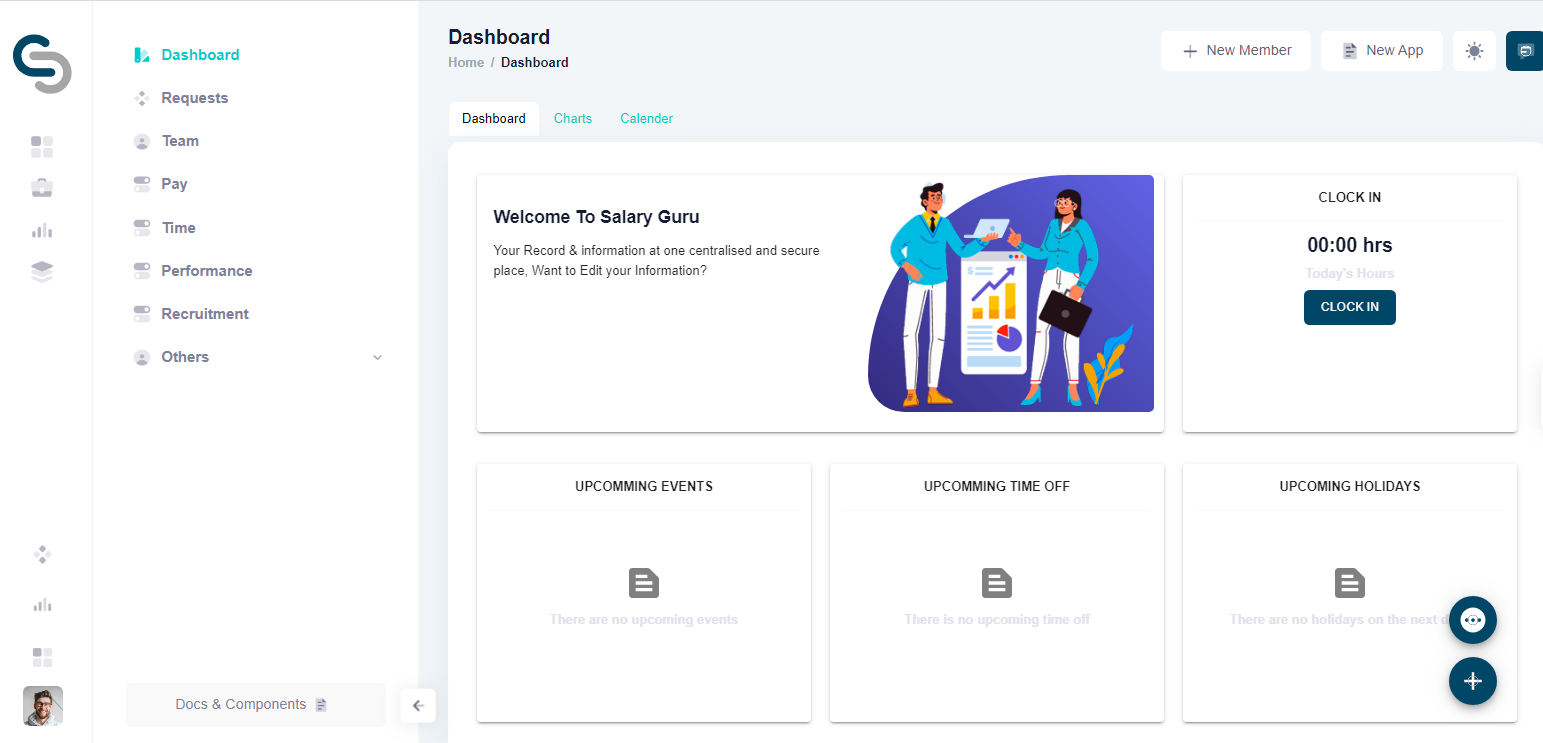 Dashboard
Requests
Team
Pay
Time
Performance
Recruitment
Others
Docs & Components
Dashboard
Home / Dashboard
New Member
New App
Dashboard
Charts
Calender
Welcome To Salary Guru
Your Record & information at one centralised and secure
place, Want to Edit your Information?
$
CLOCK IN
00:00 hrs
Today's Hours
CLOCK IN
UPCOMMING EVENTS
There are no upcoming events
UPCOMMING TIME OFF
There is no upcoming time off
UPCOMING HOLIDAYS
There are no holidays on the next